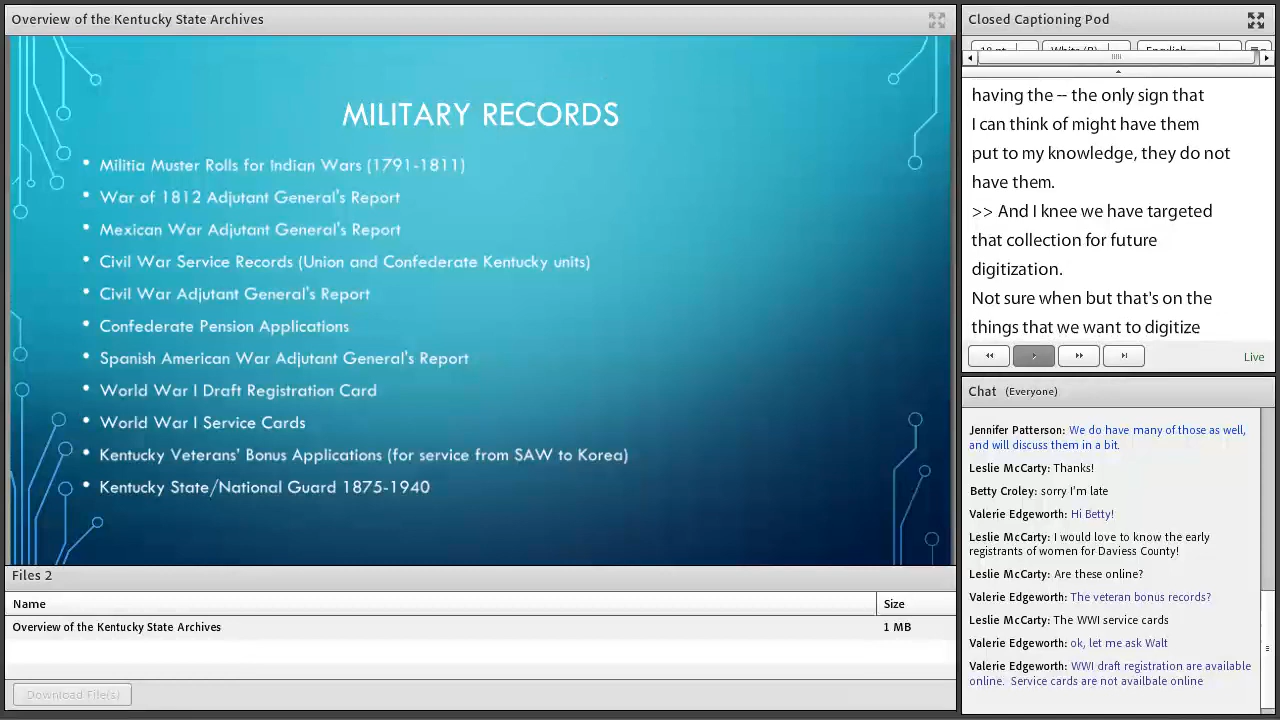 Overview of the Kentucky State Archives
MILITARY RECORDS
• Militia Muster Rolls for Indian Wars (1791-1811)
• War of 1812 Adjutant General's Report
• Mexican War Adjutant General's Report
• Civil War Service Records (Union and Confederate Kentucky units)
• Civil War Adjutant General's Report
• Confederate Pension Applications
• Spanish American War Adjutant General's Report
• World War I Draft Registration Card
• World War I Service Cards
• Kentucky Veterans' Bonus Applications (for service from SAW to Korea)
• Kentucky State/National Guard 1875-1940
Files 2
Name Size
Overview of the Kentucky State Archives 1 MB
Download File(s)
Closed Captioning Pod
English
having the -- the only sign that
I can think of might have them
put to my knowledge, they do not
have them.
>> And I knee we have targeted
that collection for future
digitization.
Not sure when but that's on the
things that we want to digitize
Live
Chat (Everyone)
Jennifer Patterson: We do have many of those as well,
and will discuss them in a bit.
Leslie McCarty: Thanks!
Betty Croley: sorry I'm late
Valerie Edgeworth: Hi Betty!
Leslie McCarty: I would love to know the early
registrants of women for Daviess County!
Leslie McCarty: Are these online?
Valerie Edgeworth: The veteran bonus records?
Leslie McCarty: The WWI service cards
Valerie Edgeworth: ok, let me ask Walt
Valerie Edgeworth: WWI draft registration are available
online. Service cards are not availbale online